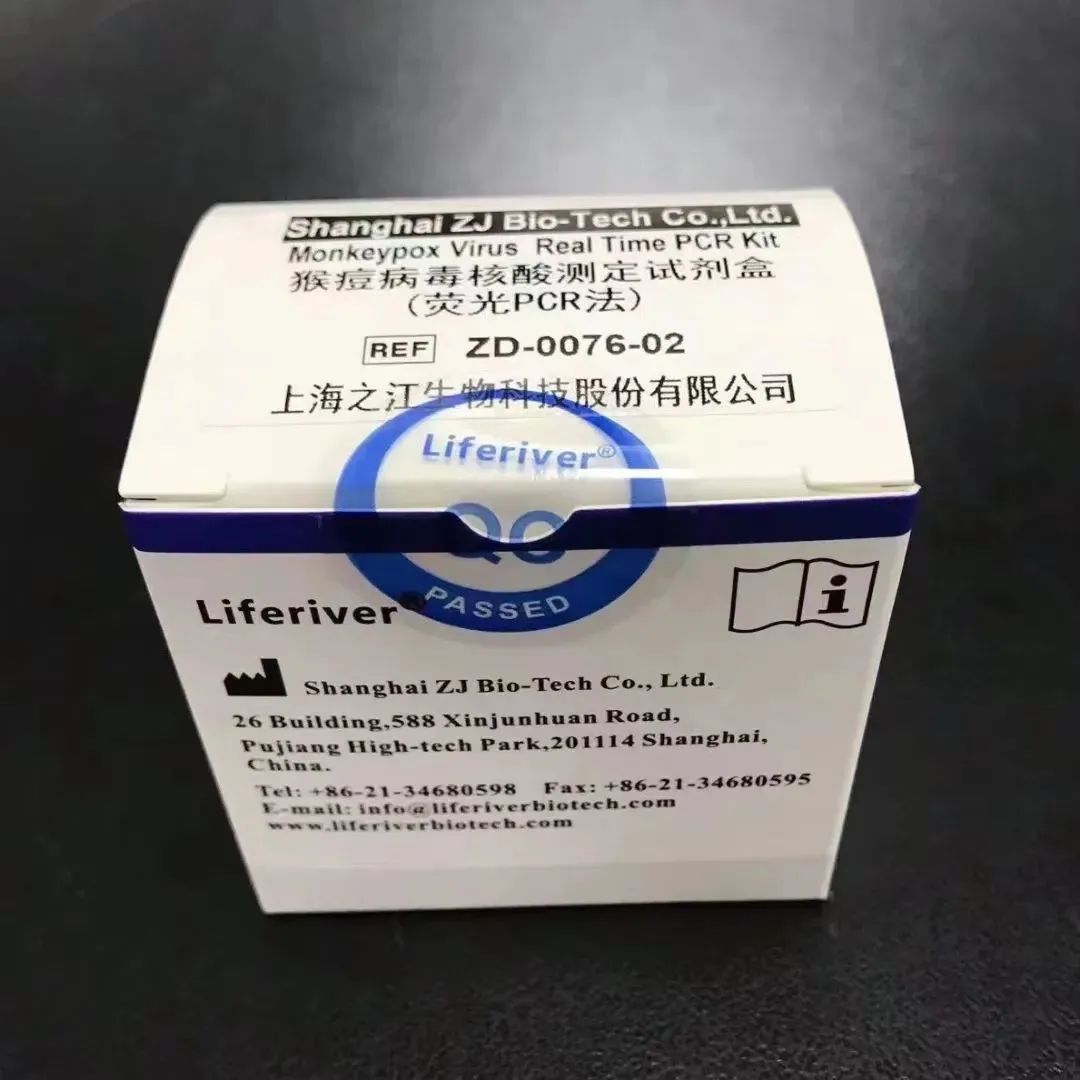 Shanghai ZJ Bio-Tech Co.,Ltd.
Monkeypox Virus Real Time PCR Kit
猴痘病毒核酸测定试剂盒
(荧光PCR法)
REF ZD-0076-02
上海之江生物科技股份有限公司
Liferiver®
QC
PASSED
Liferiver®
i
Shanghai ZJ Bio-Tech Co., Ltd.
26 Building,588 Xinjunhuan Road,
Pujiang High-tech Park,201114 Shanghai,
China.
Tel: +86-21-34680598 Fax: +86-21-34680595
E-mail: info@liferiverbiotech.com
www.liferiverbiotech.com